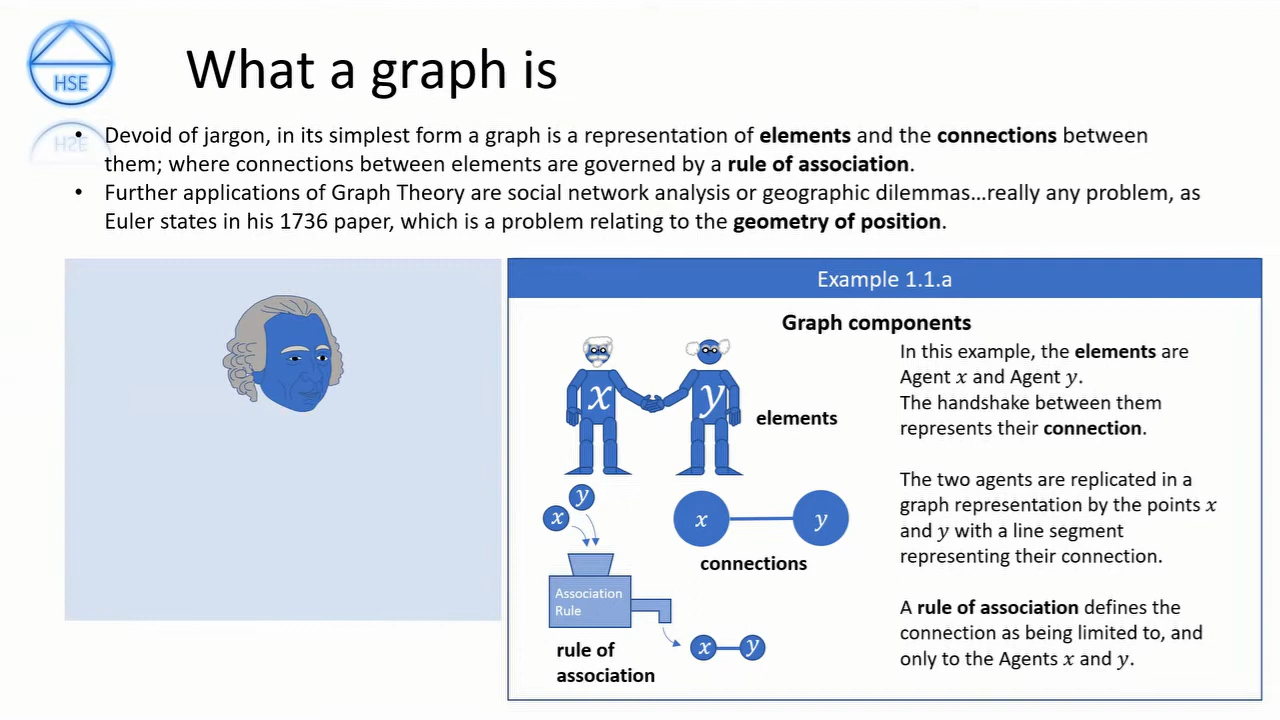 HSE
What a graph is
• Devoid of jargon, in its simplest form a graph is a representation of elements and the connections between
them; where connections between elements are governed by a rule of association.
• Further applications of Graph Theory are social network analysis or geographic dilemmas…really any problem, as
Euler states in his 1736 paper, which is a problem relating to the geometry of position.
Example 1.1.a
Graph components
x y
elements
x y
x y
connections
Association
Rule
x y
rule of
association
In this example, the elements are
Agent x and Agent y.
The handshake between them
represents their connection.
The two agents are replicated in a
graph representation by the points x
and y with a line segment
representing their connection.
A rule of association defines the
connection as being limited to, and
only to the Agents x and y.